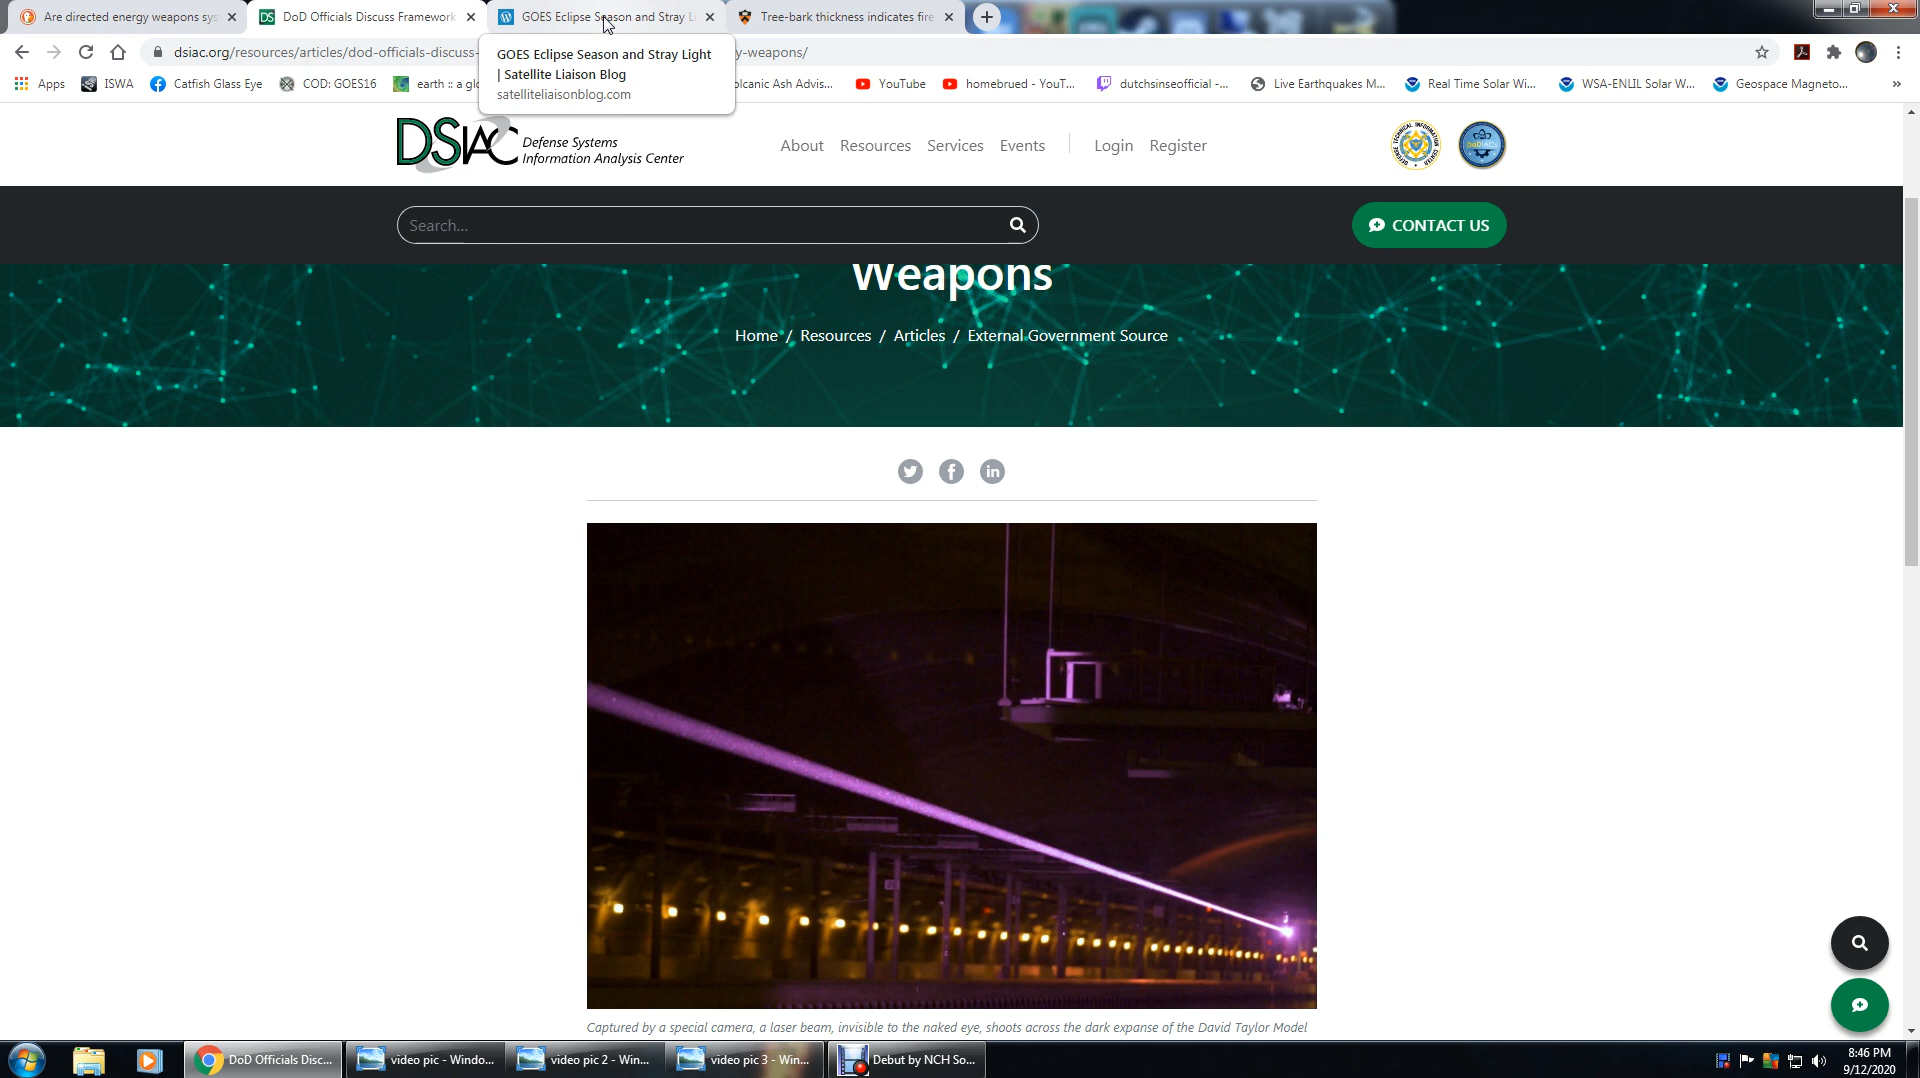 Are directed energy weapons sys
DoD Officials Discuss Framework
GOES Eclipse Season and Stray Li
Tree-bark thickness indicates fire
dsiac.org/resources/articles/dod-officials-discuss-
y-weapons/
GOES Eclipse Season and Stray Light
| Satellite Liaison Blog
satelliteliaisonblog.com
Apps
ISWA
Catfish Glass Eye
COD: GOES16
earth :: a glo
olcanic Ash Advis...
YouTube
homebrued - YouT...
dutchsinseofficial -...
Live Earthquakes M...
Real Time Solar Wi...
WSA-ENLIL Solar W...
Geospace Magneto...
»
DSIAC
Defense Systems
Information Analysis Center
About
Resources
Services
Events
Login
Register
Search...
CONTACT US
Weapons
Home / Resources / Articles / External Government Source
Captured by a special camera, a laser beam, invisible to the naked eye, shoots across the dark expanse of the David Taylor Model
DoD Officials Disc...
video pic - Windo...
video pic 2 - Win...
video pic 3 - Win...
Debut by NCH So...
8:46 PM
9/12/2020